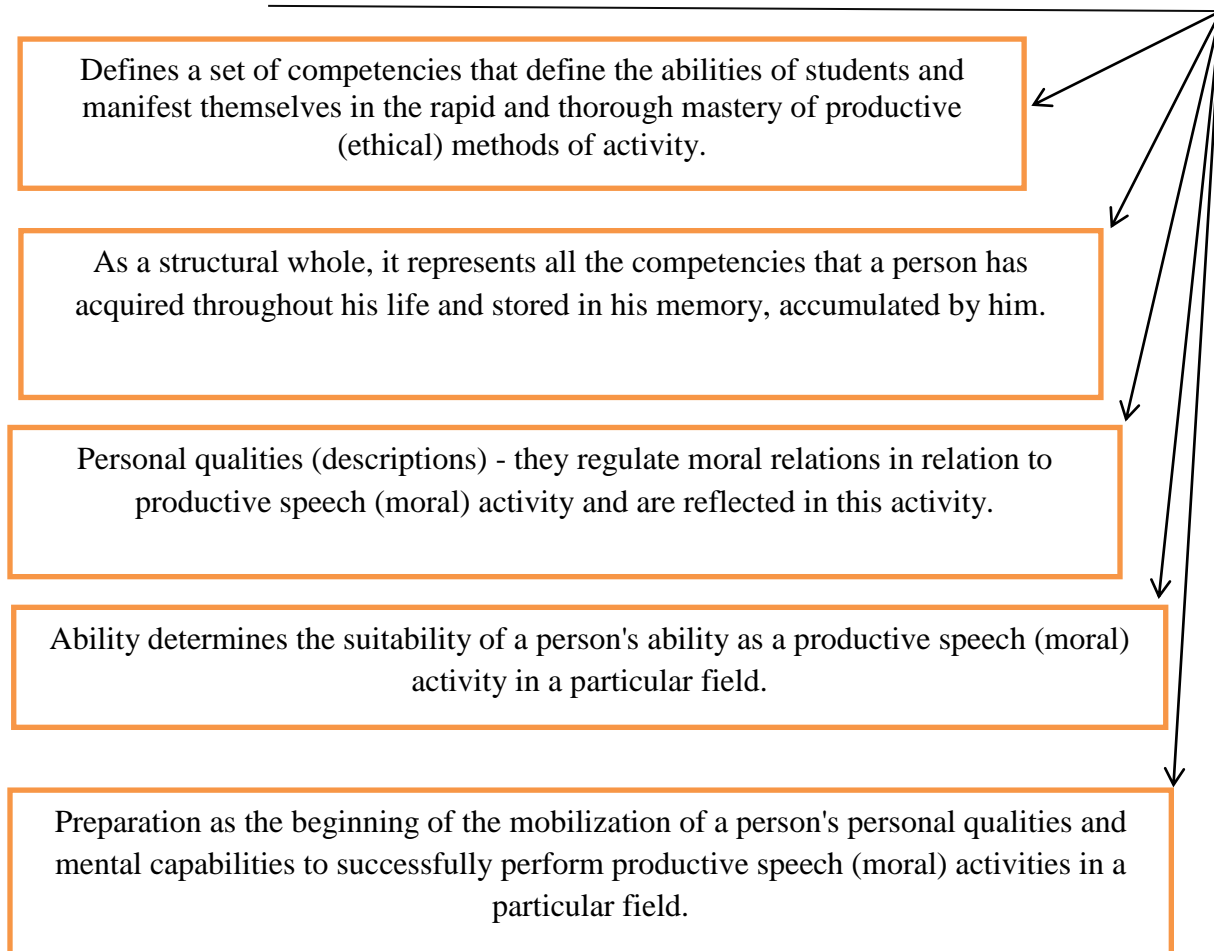 Defines a set of competencies that define the abilities of students and
manifest themselves in the rapid and thorough mastery of productive
(ethical) methods of activity.
As a structural whole, it represents all the competencies that a person has
acquired throughout his life and stored in his memory, accumulated by him.
Personal qualities (descriptions) - they regulate moral relations in relation to
productive speech (moral) activity and are reflected in this activity.
Ability determines the suitability of a person's ability as a productive speech (moral)
activity in a particular field.
Preparation as the beginning of the mobilization of a person's personal qualities and
mental capabilities to successfully perform productive speech (moral) activities in a
particular field.